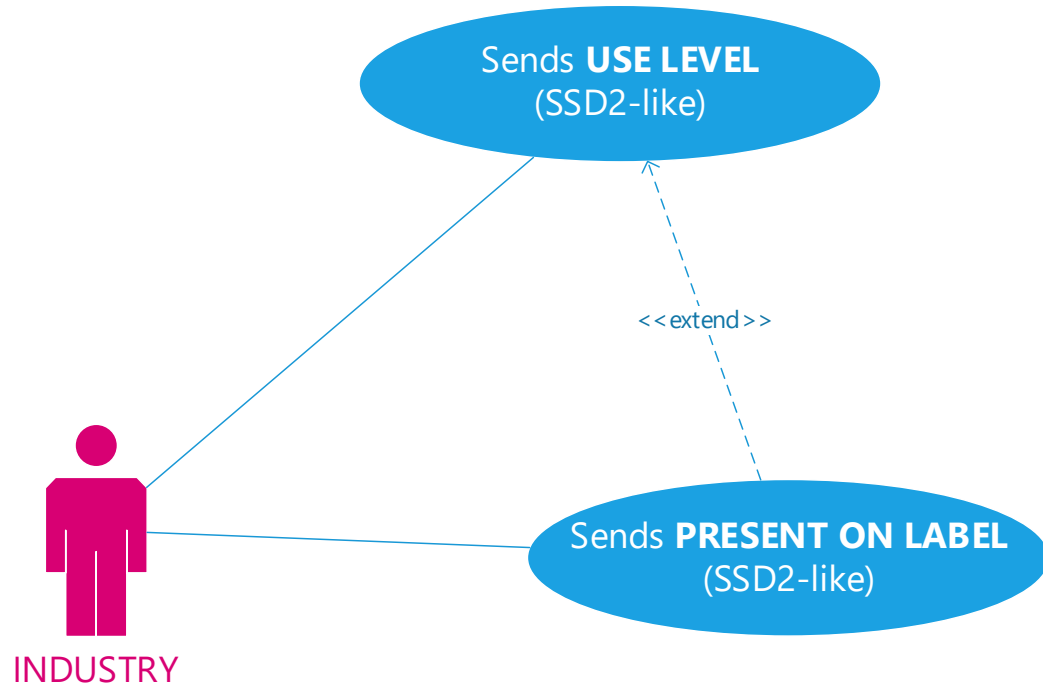 Sends USE LEVEL
(SSD2-like)
<<extend>>
Sends PRESENT ON LABEL
(SSD2-like)
INDUSTRY